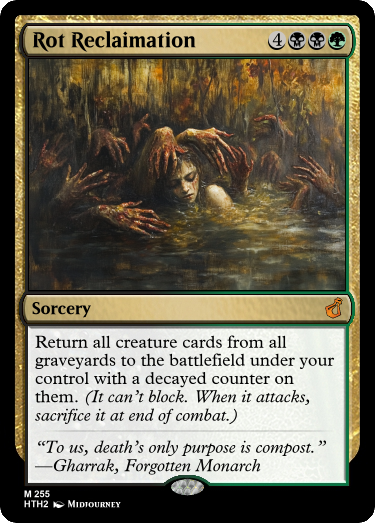 Rot Reclaimation 4
Sorcery
Return all creature cards from all
graveyards to the battlefield under your
control with a decayed counter on
them. (It can't block. When it attacks,
sacrifice it at end of combat.)
“To us, death's only purpose is compost.”
—Gharrak, Forgotten Monarch
M 255
HTH2 Midjourney